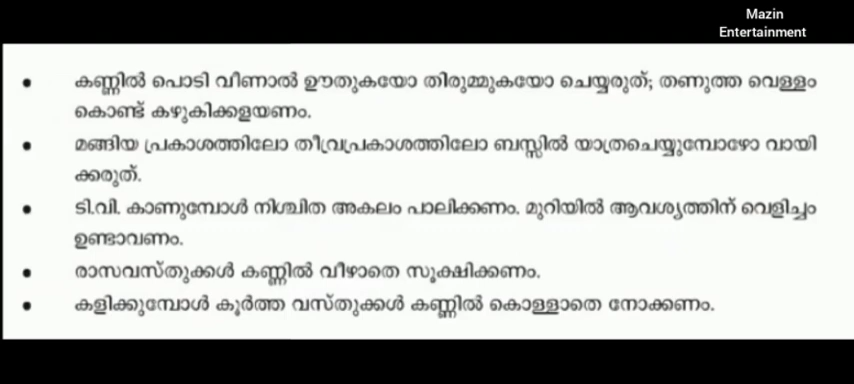 Mazin
Entertainment
• കണ്ണിൽ പൊടി വീണാൽ ഊതുകയോ തിരുമ്മുകയോ ചെയ്യരുത്; തണുത്ത വെള്ളം
കൊണ്ട് കഴുകിക്കളയണം.
• മങ്ങിയ പ്രകാശത്തിലോ തീവ്രപ്രകാശത്തിലോ ബസ്സിൽ യാത്രചെയ്യുമ്പോഴോ വായി
ക്കരുത്.
• ടി.വി. കാണുമ്പോൾ നിശ്ചിത അകലം പാലിക്കണം. മുറിയിൽ ആവശ്യത്തിന് വെളിച്ചം
ഉണ്ടാവണം.
• രാസവസ്തുക്കൾ കണ്ണിൽ വീഴാതെ സൂക്ഷിക്കണം.
• കളിക്കുമ്പോൾ കൂർത്ത വസ്തുക്കൾ കണ്ണിൽ കൊള്ളാതെ നോക്കണം.